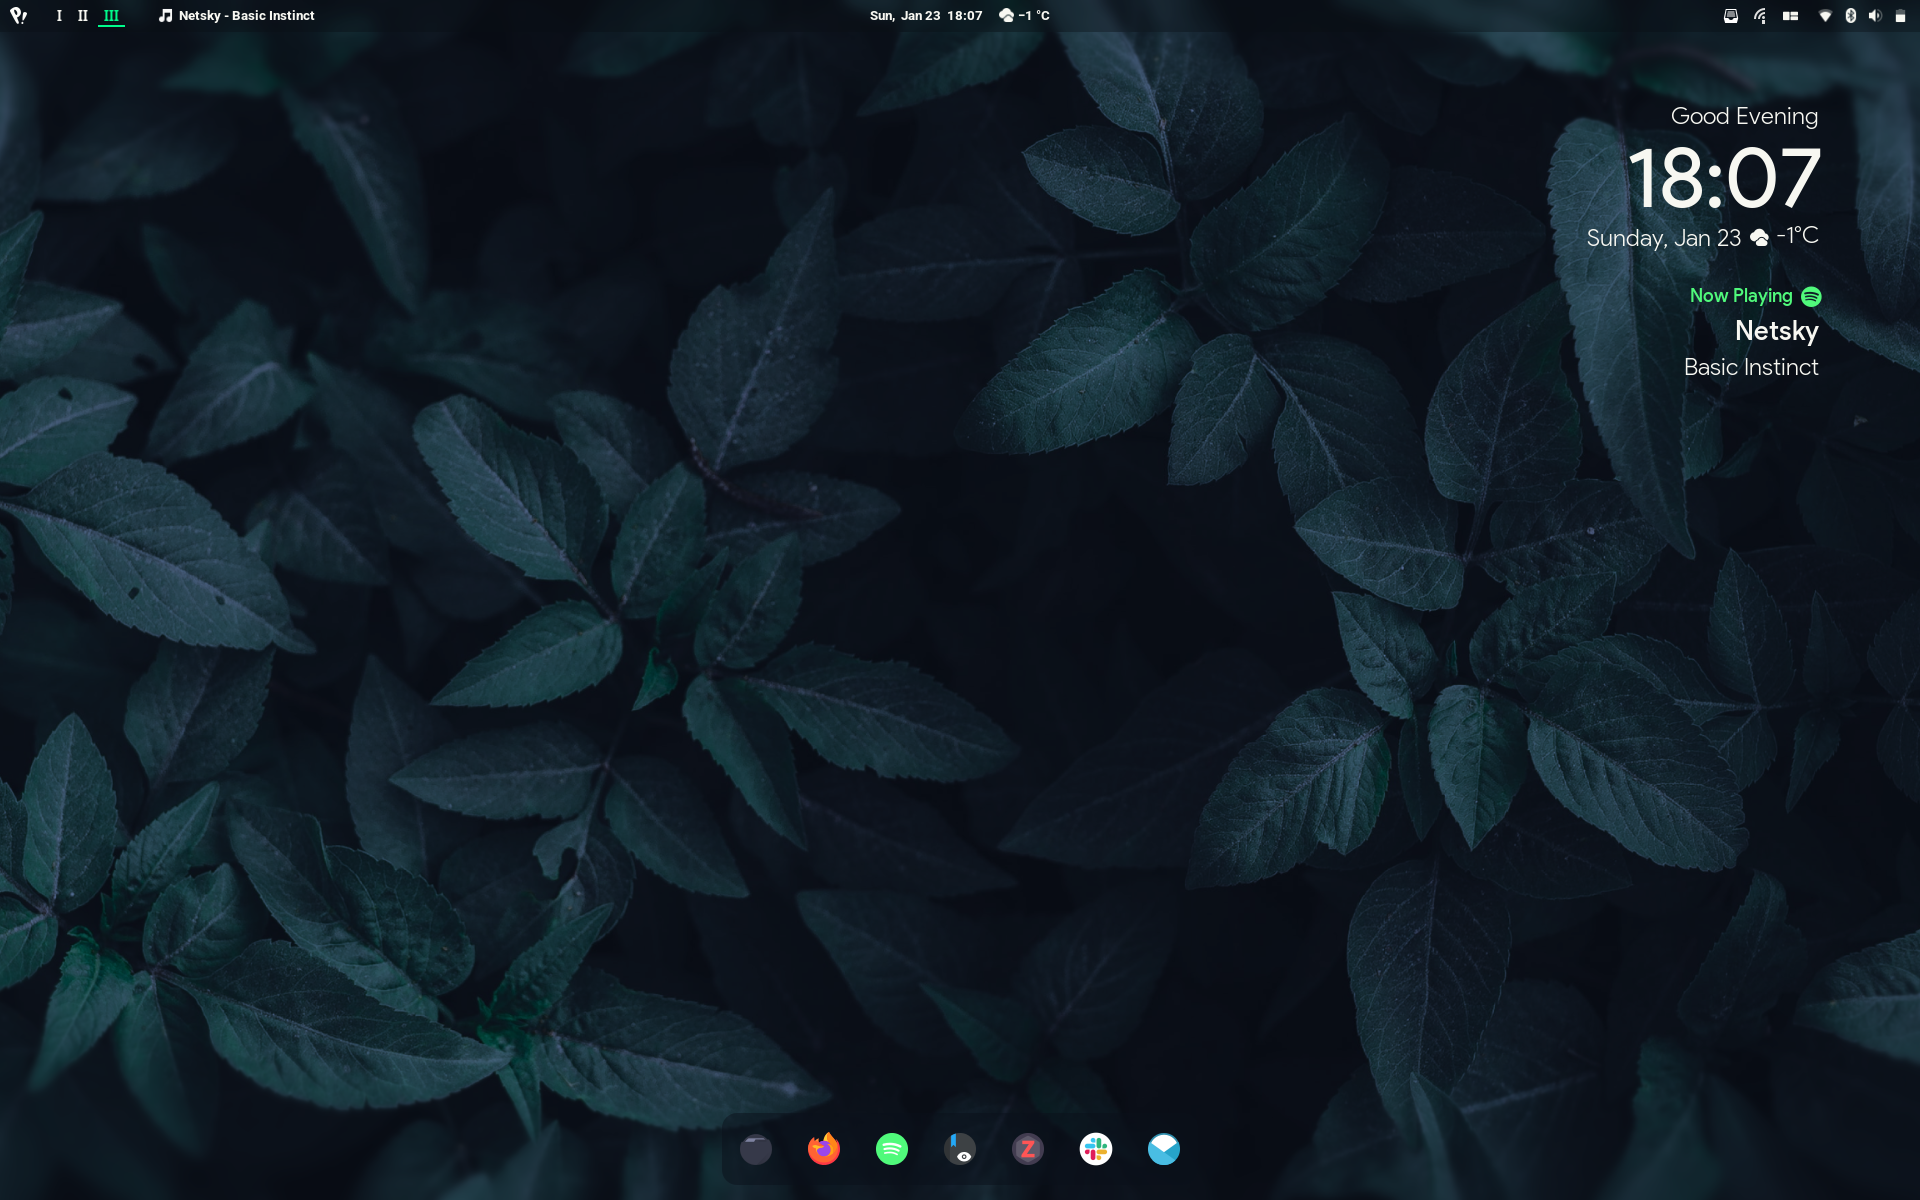 I II III Netsky - Basic Instinct Sun, Jan 23 18:07 −1 °C
Good Evening
18:07
Sunday, Jan 23 -1°C
Now Playing
Netsky
Basic Instinct
Z